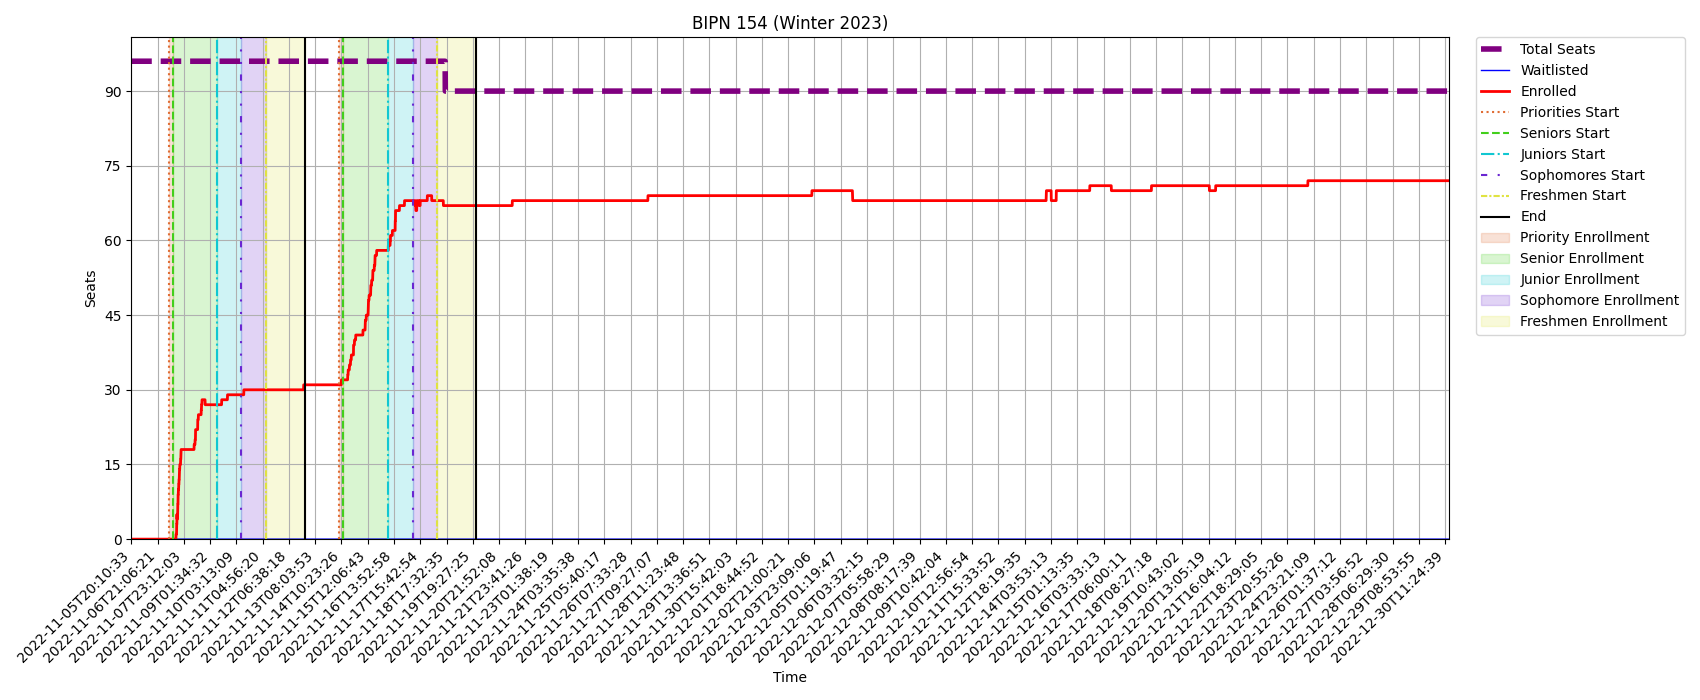 BIPN 154 (Winter 2023)
Total Seats
Waitlisted
Enrolled
Priorities Start
Seniors Start
Juniors Start
Sophomores Start
Freshmen Start
End
Priority Enrollment
Senior Enrollment
Junior Enrollment
Sophomore Enrollment
Freshmen Enrollment
Seats
90
75
60
45
30
15
0
2022-11-05T20:10:33
2022-11-06T21:06:21
2022-11-07T23:12:03
2022-11-09T01:34:32
2022-11-10T03:13:09
2022-11-11T04:56:20
2022-11-12T06:38:18
2022-11-13T08:03:53
2022-11-14T10:23:26
2022-11-15T12:06:43
2022-11-16T13:52:58
2022-11-17T15:42:54
2022-11-18T17:32:35
2022-11-19T19:27:25
2022-11-20T21:52:08
2022-11-21T23:41:26
2022-11-23T01:38:19
2022-11-24T03:35:38
2022-11-25T05:40:17
2022-11-26T07:33:28
2022-11-27T09:27:07
2022-11-28T11:23:48
2022-11-29T13:36:51
2022-11-30T15:42:03
2022-12-01T18:44:52
2022-12-02T21:00:21
2022-12-03T23:09:06
2022-12-05T01:19:47
2022-12-06T03:32:15
2022-12-07T05:58:29
2022-12-08T08:17:39
2022-12-09T10:42:04
2022-12-10T12:56:54
2022-12-11T15:33:52
2022-12-12T18:19:35
2022-12-14T03:53:13
2022-12-15T01:13:35
2022-12-16T03:33:13
2022-12-17T06:00:11
2022-12-18T08:27:18
2022-12-19T10:43:02
2022-12-20T13:05:19
2022-12-21T16:04:12
2022-12-22T18:29:05
2022-12-23T20:55:26
2022-12-24T23:21:09
2022-12-26T01:37:12
2022-12-27T03:56:52
2022-12-28T06:29:30
2022-12-29T08:53:55
2022-12-30T11:24:39
Time